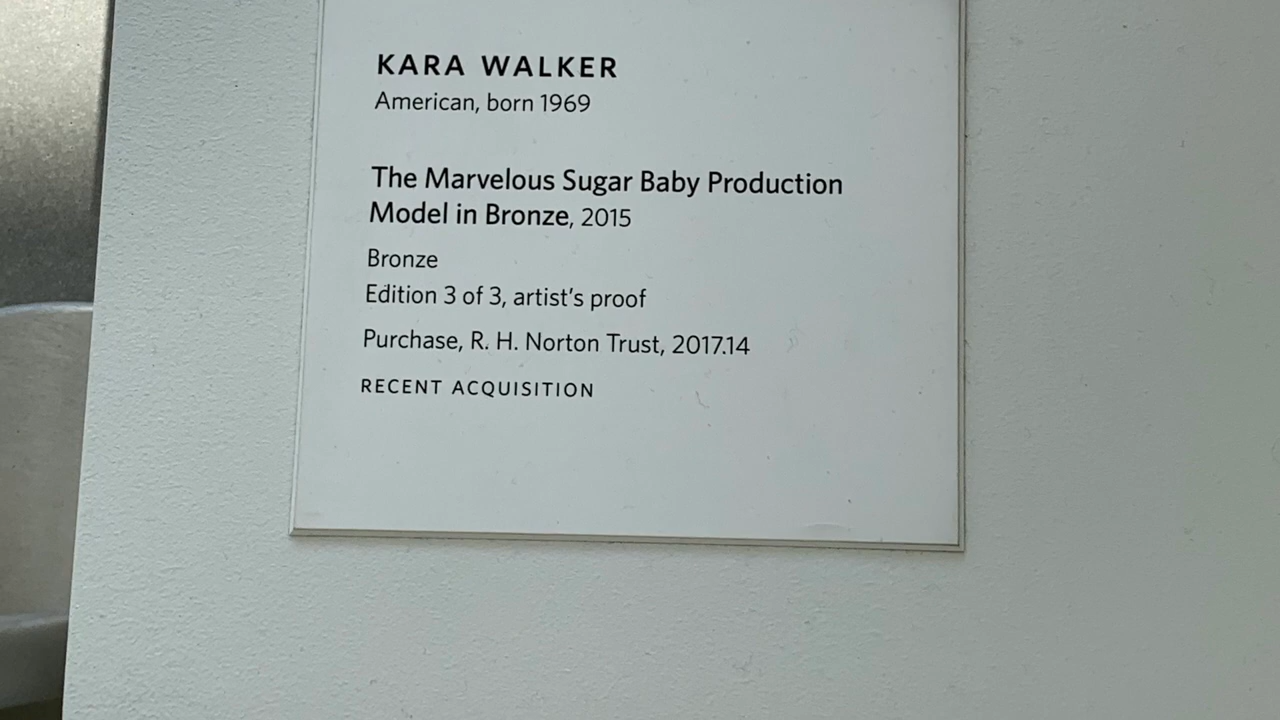 KARA WALKER
American, born 1969
The Marvelous Sugar Baby Production
Model in Bronze, 2015
Bronze
Edition 3 of 3, artist's proof
Purchase, R. H. Norton Trust, 2017.14
RECENT ACQUISITION